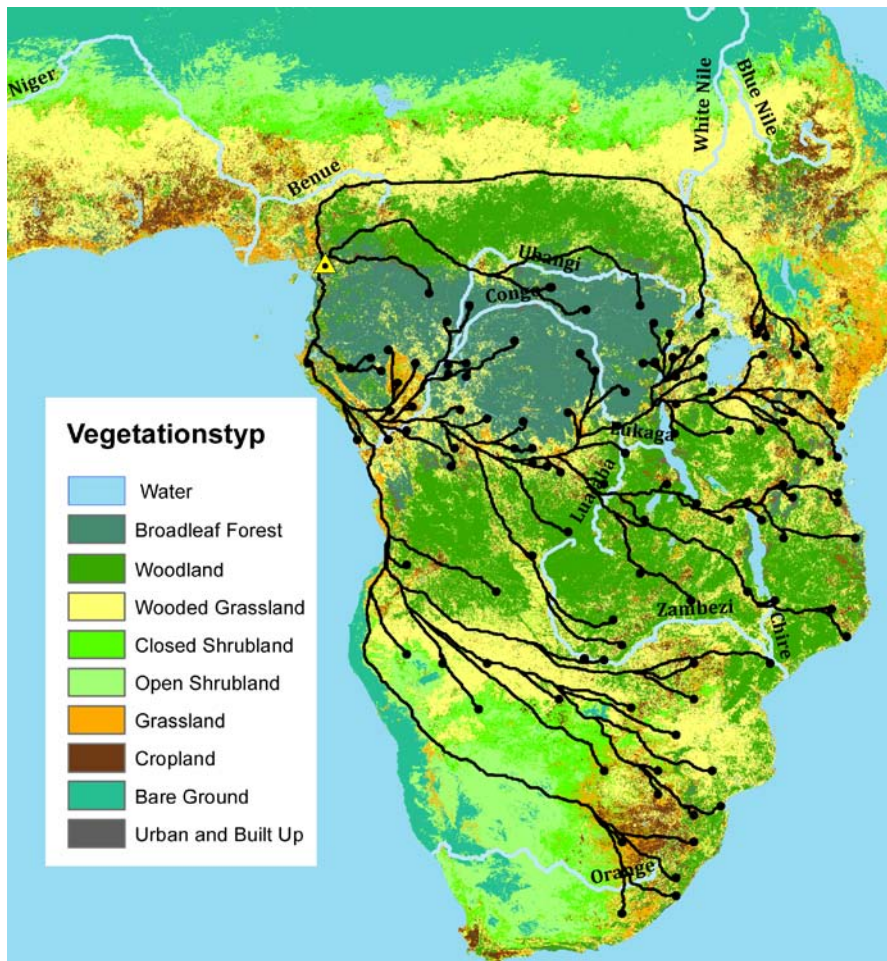 Niger
Benue
White Nile
Blue Nile
Ubangi
Congo
Lukaga
Lualaba
Zambezi
Chire
Orange
Vegetationstyp
Water
Broadleaf Forest
Woodland
Wooded Grassland
Closed Shrubland
Open Shrubland
Grassland
Cropland
Bare Ground
Urban and Built Up